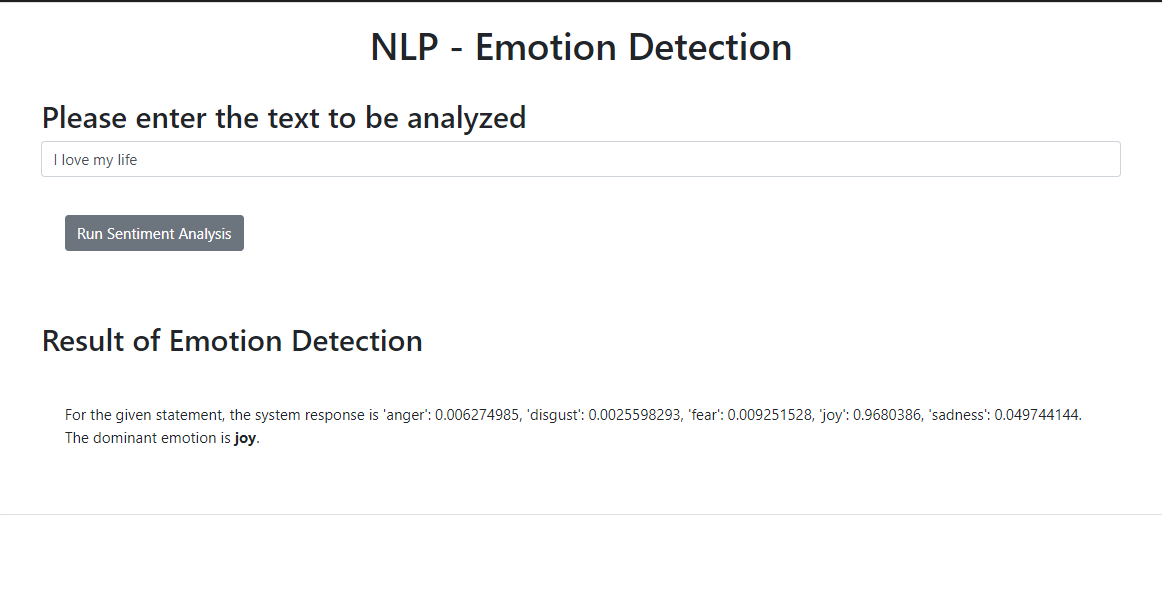 NLP - Emotion Detection
Please enter the text to be analyzed
I love my life
Run Sentiment Analysis
Result of Emotion Detection
For the given statement, the system response is 'anger': 0.006274985, 'disgust': 0.0025598293, 'fear': 0.009251528, 'joy': 0.9680386, 'sadness': 0.049744144.
The dominant emotion is joy.